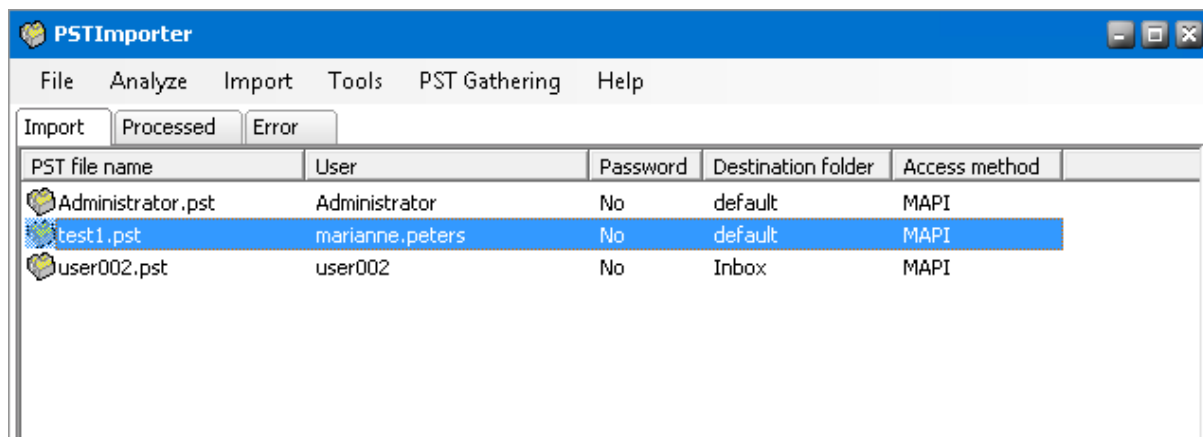 PSTImporter
File Analyze Import Tools PST Gathering Help
Import Processed Error
PST file name User Password Destination folder Access method
Administrator.pst Administrator No default MAPI
test1.pst marianne.peters No default MAPI
user002.pst user002 No Inbox MAPI